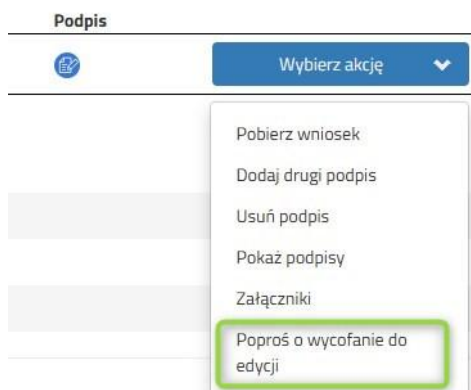 Podpis
Wybierz akcję
Pobierz wniosek
Dodaj drugi podpis
Usuń podpis
Pokaż podpisy
Załączniki
Poproś o wycofanie do
edycji